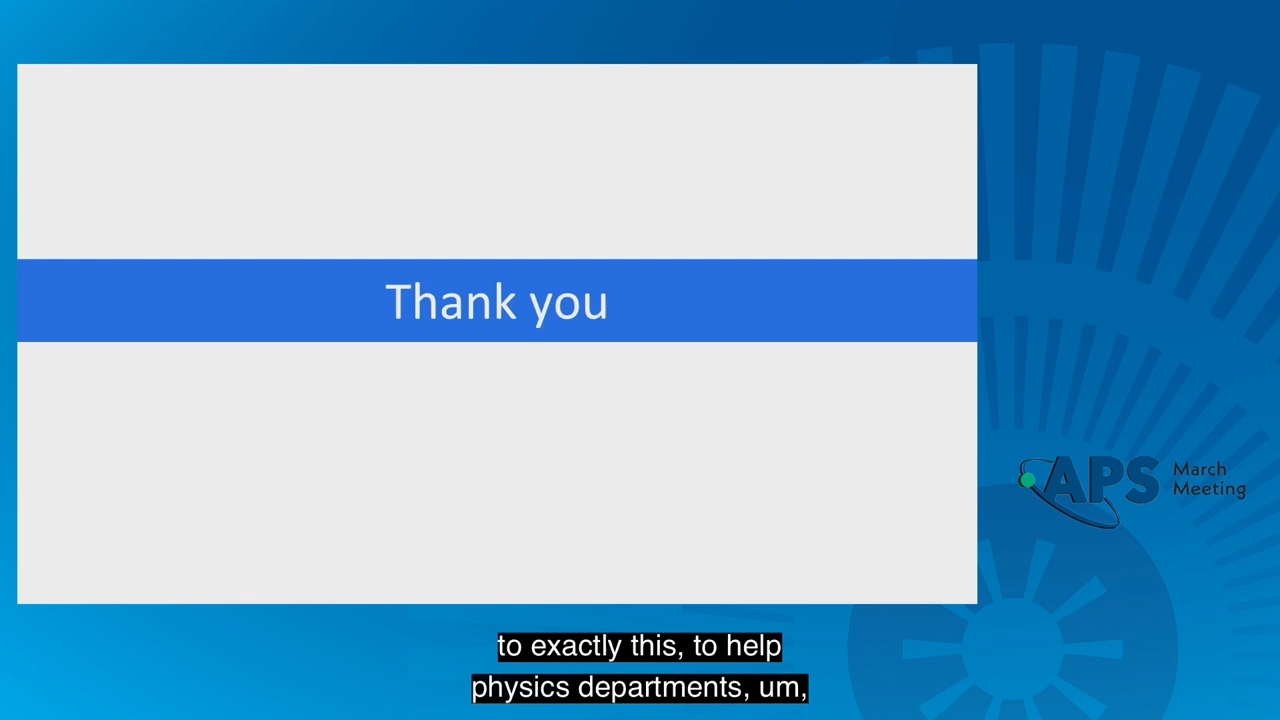 Thank you
APS March
Meeting
to exactly this, to help
physics departments, um,